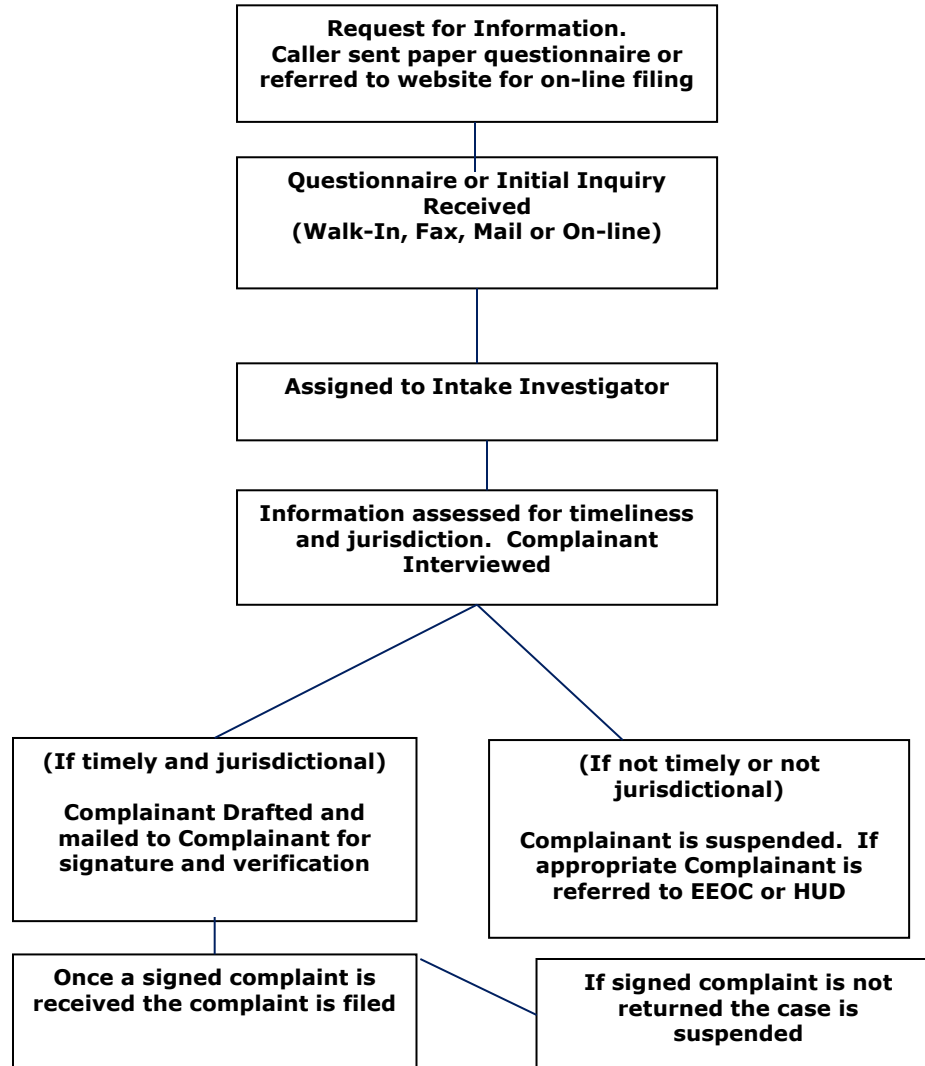 Request for Information.
Caller sent paper questionnaire or
referred to website for on-line filing
Questionnaire or Initial Inquiry
Received
(Walk-In, Fax, Mail or On-line)
Assigned to Intake Investigator
Information assessed for timeliness
and jurisdiction.  Complainant
Interviewed
(If timely and jurisdictional)
Complainant Drafted and
mailed to Complainant for
signature and verification
(If not timely or not
jurisdictional)
Complainant is suspended.  If
appropriate Complainant is
referred to EEOC or HUD
Once a signed complaint is
received the complaint is filed
If signed complaint is not
returned the case is
suspended